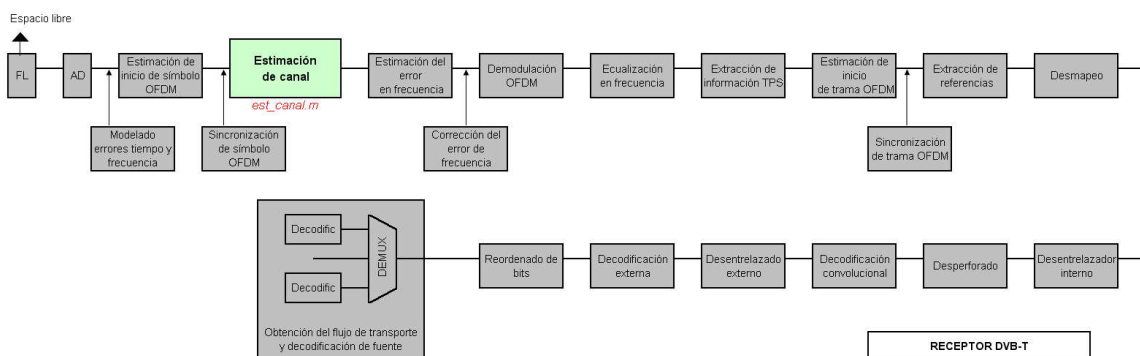 Espacio libre
FL
AD
Estimación de
inicio de símbolo
OFDM
Estimación
de canal
est_canal.m
Estimación del
error
en frecuencia
Demodulación
OFDM
Ecualización
en frecuencia
Extracción de
información TPS
Estimación de
inicio
de trama OFDM
Extracción de
referencias
Desmapeo
Modelado
errores tiempo y
frecuencia
Sincronización
de símbolo
OFDM
Corrección del
error de
frecuencia
Sincronización
de trama OFDM
Decodific
Decodific
DEMUX
Obtención del flujo de transporte
y decodificación de fuente
Reordenado de
bits
Decodificación
externa
Desentrelazado
externo
Decodificación
convolucional
Desperforado
Desentrelazador
interno
RECEPTOR DVB-T